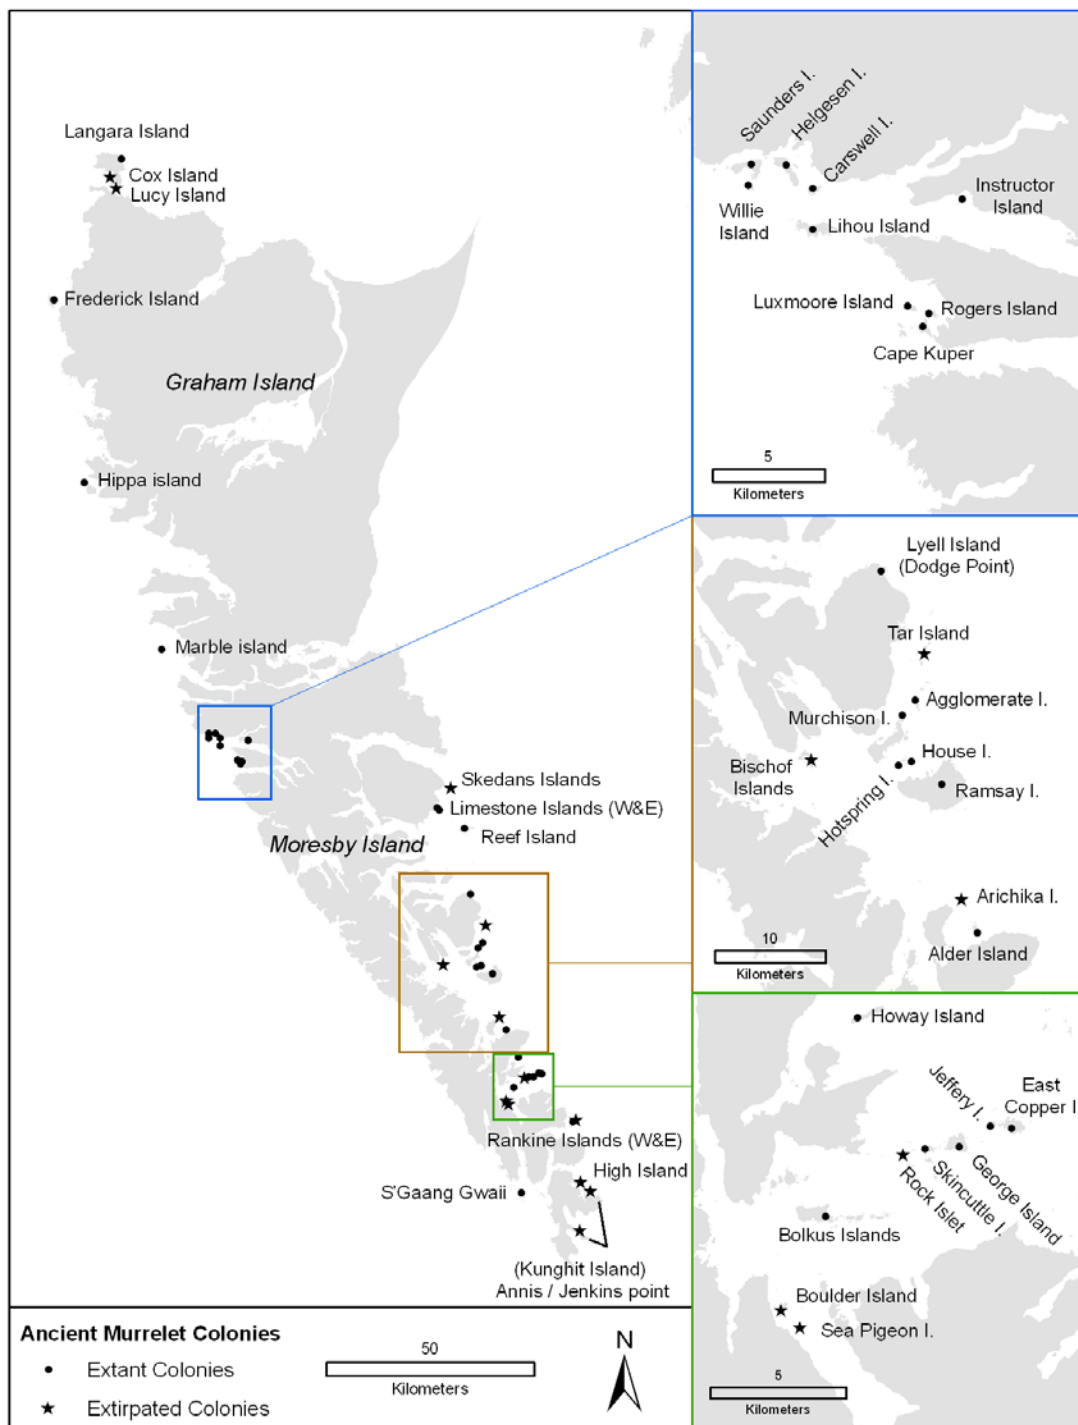 Langara Island
Cox Island
Lucy Island
Frederick Island
Graham Island
Hippa island
Marble island
Skedans Islands
Limestone Islands (W&E)
Reef Island
Moresby Island
Rankine Islands (W&E)
High Island
S'Gaang Gwaii
(Kunghit Island)
Annis / Jenkins point
Saunders I.
Helgesen I.
Carswell I.
Instructor
Island
Willie
Island
Lihou Island
Luxmoore Island
Rogers Island
Cape Kuper
5
Kilometers
Lyell Island
(Dodge Point)
Tar Island
Agglomerate I.
Murchison I.
House I.
Bischof
Islands
Hotspring I.
Ramsay I.
Arichika I.
Alder Island
10
Kilometers
Howay Island
Jeffery I.
East
Copper I
George Island
Skincuttle I.
Rock Islet
Bolkus Islands
Boulder Island
Sea Pigeon I.
5
Kilometers
Ancient Murrelet Colonies
Extant Colonies
Extirpated Colonies
50
Kilometers
N